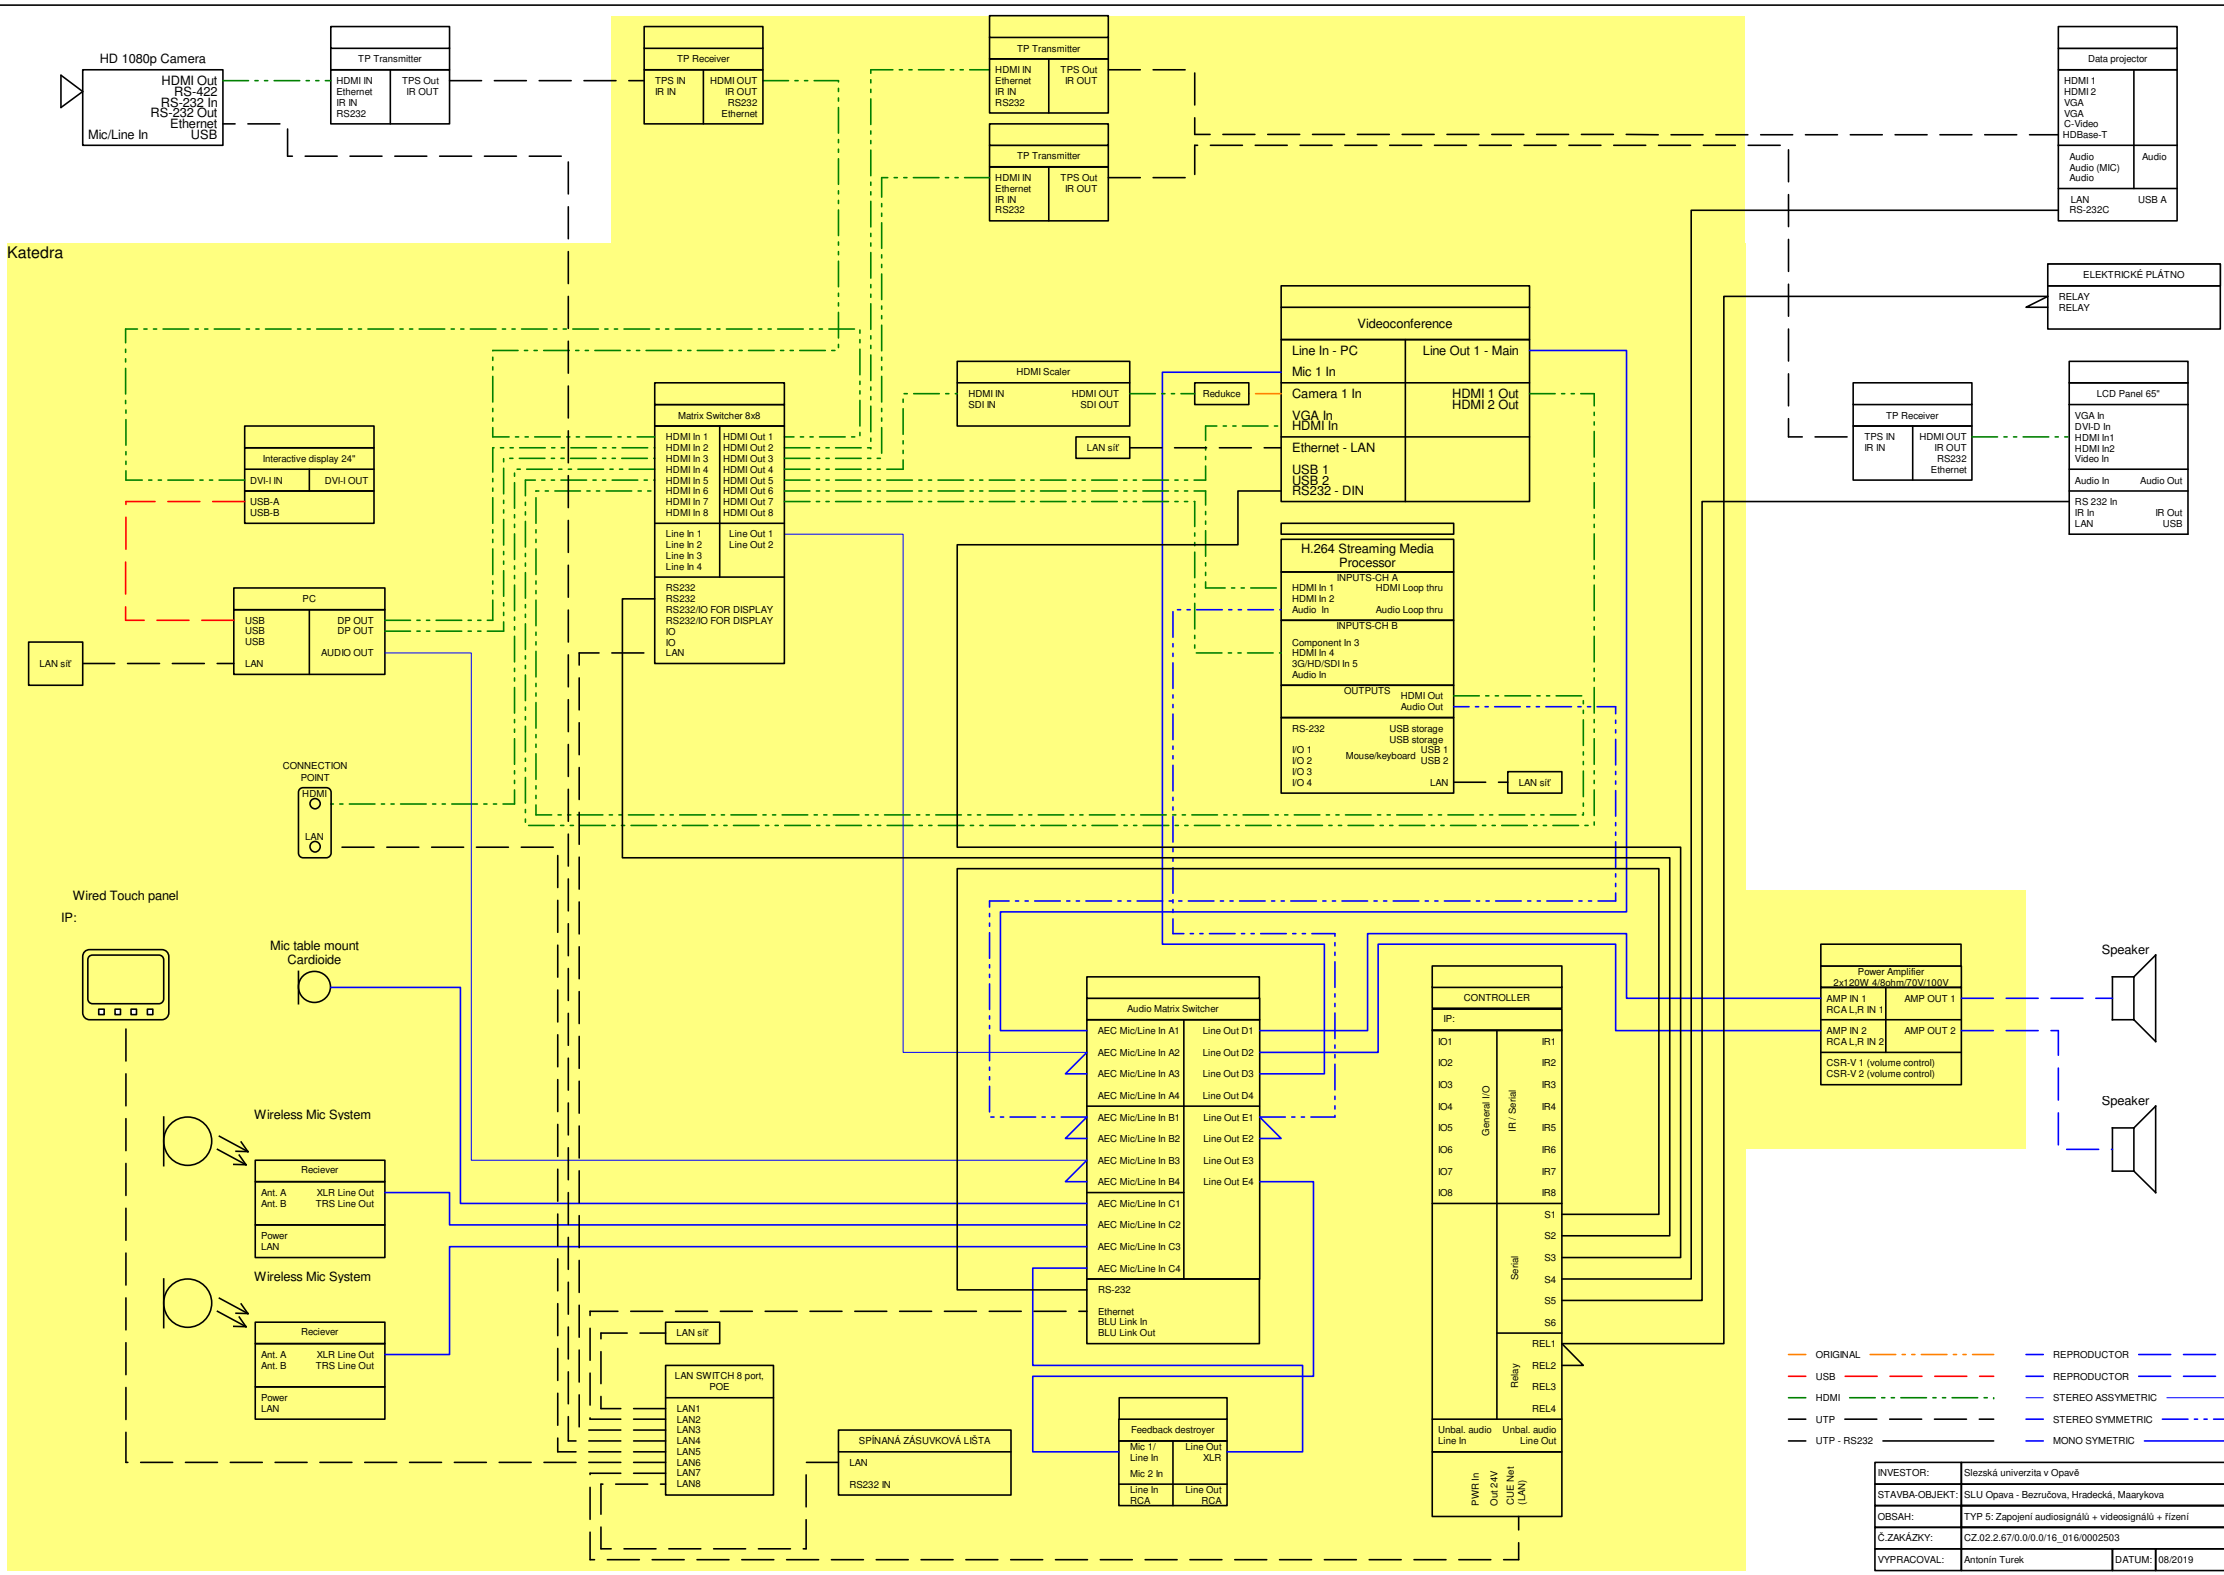 HD 1080p Camera
HDMI Out
RS-422
RS-232 In
RS-232 Out
Ethernet
Mic/Line In USB
TP Transmitter
HDMI IN TPS Out
Ethernet IR OUT
IR IN
RS232
TP Receiver
TPS IN HDMI OUT
IR IN IR OUT
RS232
Ethernet
TP Transmitter
HDMI IN TPS Out
Ethernet IR OUT
IR IN
RS232
TP Transmitter
HDMI IN TPS Out
Ethernet IR OUT
IR IN
RS232
Data projector
HDMI 1
HDMI 2
VGA
VGA
C-Video
HDBase-T
Audio Audio
Audio (MIC)
Audio
LAN USB A
RS-232C
Katedra
ELEKTRICKÉ PLÁTNO
RELAY
RELAY
Videoconference
Line In - PC Line Out 1 - Main
Mic 1 In
Camera 1 In HDMI 1 Out
HDMI 2 Out
VGA In
HDMI In
Ethernet - LAN
USB 1
USB 2
RS232 - DIN
HDMI Scaler
HDMI IN HDMI OUT
SDI IN SDI OUT
Redukce
LAN síť
LCD Panel 65"
VGA In
DVI-D In
HDMI In1
HDMI In2
Video In
Audio In Audio Out
RS 232 In
IR In IR Out
LAN USB
TP Receiver
TPS IN HDMI OUT
IR IN IR OUT
RS232
Ethernet
Matrix Switcher 8x8
HDMI In 1 HDMI Out 1
HDMI In 2 HDMI Out 2
HDMI In 3 HDMI Out 3
HDMI In 4 HDMI Out 4
HDMI In 5 HDMI Out 5
HDMI In 6 HDMI Out 6
HDMI In 7 HDMI Out 7
HDMI In 8 HDMI Out 8
Line In 1 Line Out 1
Line In 2 Line Out 2
Line In 3
Line In 4
RS232
RS232
RS232/IO FOR DISPLAY
RS232/IO FOR DISPLAY
IO
IO
LAN
Interactive display 24"
DVI-I IN DVI-I OUT
USB-A
USB-B
PC
USB DP OUT
USB DP OUT
USB
AUDIO OUT
LAN
LAN síť
H.264 Streaming Media
Processor
INPUTS-CH A
HDMI In 1 HDMI Loop thru
HDMI In 2
Audio In Audio Loop thru
INPUTS-CH B
Component In 3
HDMI In 4
3G/HD/SDI In 5
Audio In
OUTPUTS
HDMI Out
Audio Out
RS-232 USB storage
USB storage
I/O 1 USB 1
Mouse/keyboard
I/O 2 USB 2
I/O 3
I/O 4 LAN
LAN síť
CONNECTION
POINT
HDMI
LAN
Wired Touch panel
IP:
Mic table mount
Cardioide
Wireless Mic System
Reciever
Ant. A XLR Line Out
Ant. B TRS Line Out
Power
LAN
Wireless Mic System
Reciever
Ant. A XLR Line Out
Ant. B TRS Line Out
Power
LAN
Audio Matrix Switcher
AEC Mic/Line In A1 Line Out D1
AEC Mic/Line In A2 Line Out D2
AEC Mic/Line In A3 Line Out D3
AEC Mic/Line In A4 Line Out D4
AEC Mic/Line In B1 Line Out E1
AEC Mic/Line In B2 Line Out E2
AEC Mic/Line In B3 Line Out E3
AEC Mic/Line In B4 Line Out E4
AEC Mic/Line In C1
AEC Mic/Line In C2
AEC Mic/Line In C3
AEC Mic/Line In C4
RS-232
Ethernet
BLU Link In
BLU Link Out
CONTROLLER
IP:
IO1 IR1
IO2 IR2
IO3 IR3
IO4 IR4
IO5 IR5
IO6 IR6
IO7 IR7
IO8 IR8
General I/O
IR / Serial
S1
S2
S3
S4
S5
S6
Serial
REL1
REL2
REL3
REL4
Relay
Unbal. audio Unbal. audio
Line In Line Out
PWR In
Out 24V
CUE Net
(LAN)
Power Amplifier
2x120W 4/8ohm/70V/100V
AMP IN 1 AMP OUT 1
RCA L,R IN 1
AMP IN 2 AMP OUT 2
RCA L,R IN 2
CSR-V 1 (volume control)
CSR-V 2 (volume control)
Speaker
Speaker
LAN síť
LAN SWITCH 8 port,
POE
LAN1
LAN2
LAN3
LAN4
LAN5
LAN6
LAN7
LAN8
SPÍNANÁ ZÁSUVKOVÁ LIŠTA
LAN
RS232 IN
Feedback destroyer
Mic 1/ Line Out
Line In XLR
Mic 2 In
Line In Line Out
RCA RCA
ORIGINAL REPRODUCTOR
USB REPRODUCTOR
HDMI STEREO ASSYMETRIC
UTP STEREO SYMMETRIC
UTP - RS232 MONO SYMETRIC
INVESTOR: Slezská univerzita v Opavě
STAVBA-OBJEKT: SLU Opava - Bezručova, Hradecká, Maarykova
OBSAH: TYP 5: Zapojení audiosignálů + videosignálů + řízení
Č.ZAKÁZKY: CZ.02.2.67/0.0/0.0/16_016/0002503
VYPRACOVAL: Antonín Turek DATUM: 08/2019